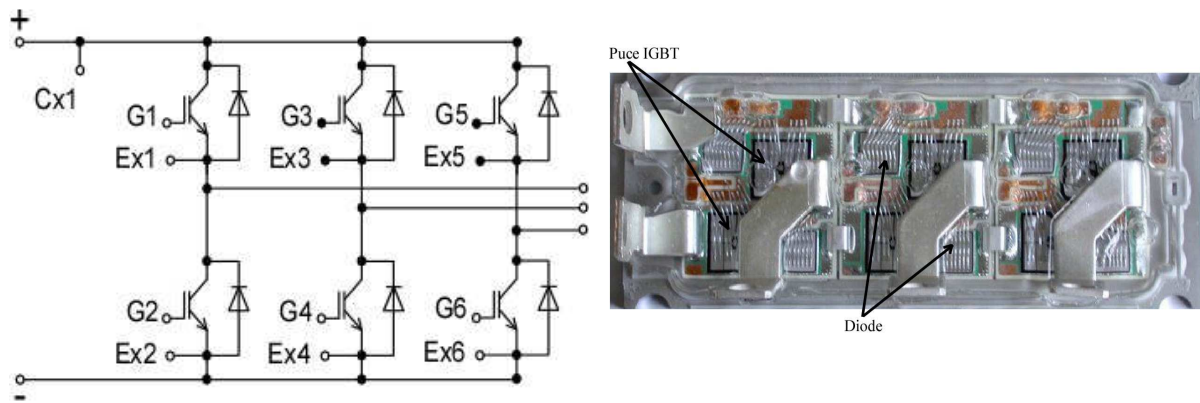 +
Cx1
G1
G3
G5
Ex1
Ex3
Ex5
G2
G4
G6
Ex2
Ex4
Ex6
-
Puce IGBT
Diode